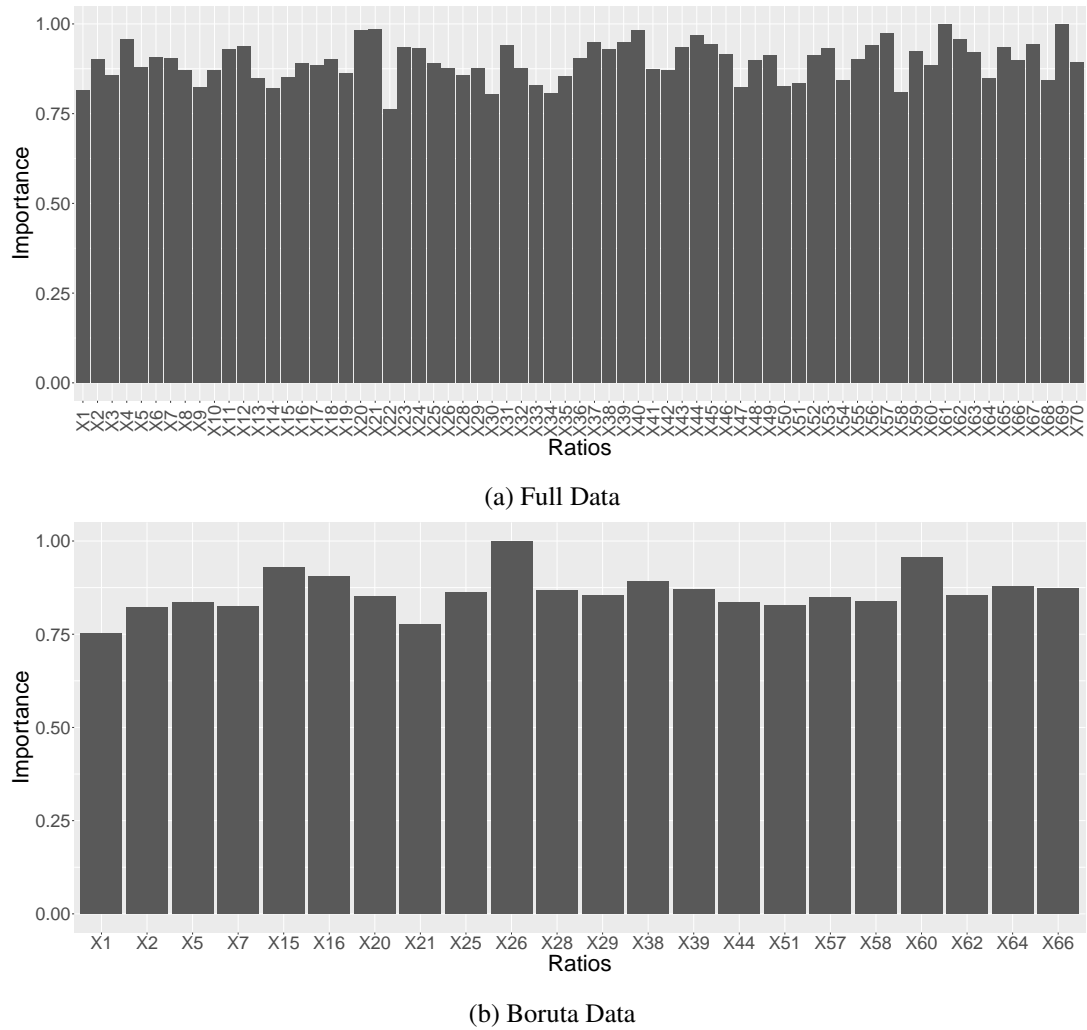 1.00
0.75
0.50
0.25
0.00
Importance
X1 X2 X3 X4 X5 X6 X7 X8 X9 X10 X11 X12 X13 X14 X15 X16 X17 X18 X19 X20 X21 X22 X23 X24 X25 X26 X28 X29 X30 X31 X32 X33 X34 X35 X36 X37 X38 X39 X40 X41 X42 X43 X44 X45 X46 X47 X48 X49 X50 X51 X52 X53 X54 X55 X56 X57 X58 X59 X60 X61 X62 X63 X64 X65 X66 X67 X68 X69 X70
Ratios
(a) Full Data
1.00
0.75
0.50
0.25
0.00
Importance
X1 X2 X5 X7 X15 X16 X20 X21 X25 X26 X28 X29 X38 X39 X44 X51 X57 X58 X60 X62 X64 X66
Ratios
(b) Boruta Data